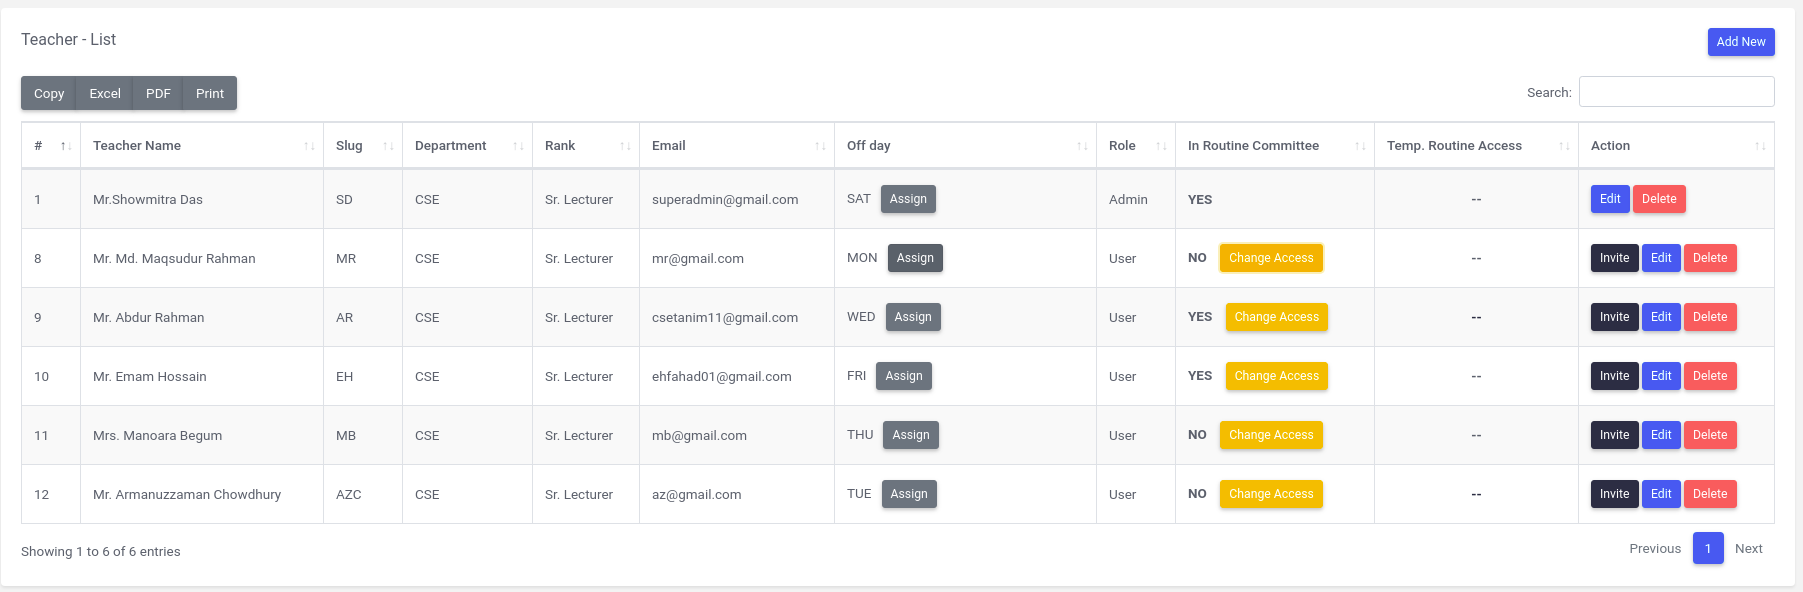 Teacher - List
Add New
Copy Excel PDF Print
Search:
# Teacher Name Slug Department Rank Email Off day Role In Routine Committee Temp. Routine Access Action
1 Mr.Showmitra Das SD CSE Sr. Lecturer superadmin@gmail.com SAT Assign Admin YES -- Edit Delete
8 Mr. Md. Maqsudur Rahman MR CSE Sr. Lecturer mr@gmail.com MON Assign User NO Change Access -- Invite Edit Delete
9 Mr. Abdur Rahman AR CSE Sr. Lecturer csetanim11@gmail.com WED Assign User YES Change Access -- Invite Edit Delete
10 Mr. Emam Hossain EH CSE Sr. Lecturer ehfahad01@gmail.com FRI Assign User YES Change Access -- Invite Edit Delete
11 Mrs. Manoara Begum MB CSE Sr. Lecturer mb@gmail.com THU Assign User NO Change Access -- Invite Edit Delete
12 Mr. Armanuzzaman Chowdhury AZC CSE Sr. Lecturer az@gmail.com TUE Assign User NO Change Access -- Invite Edit Delete
Showing 1 to 6 of 6 entries
Previous 1 Next